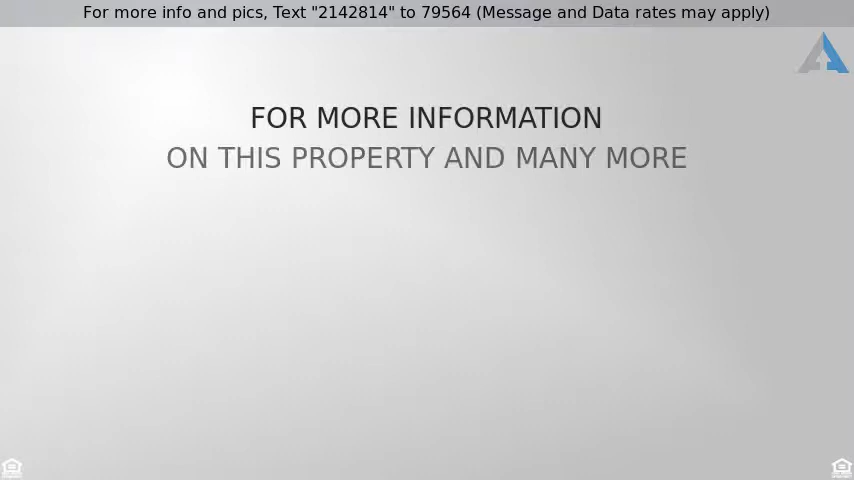 For more info and pics, Text "2142814" to 79564 (Message and Data rates may apply)
FOR MORE INFORMATION
ON THIS PROPERTY AND MANY MORE